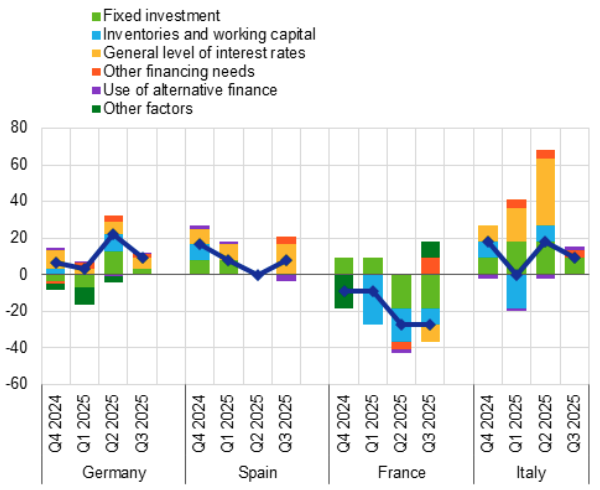 Fixed investment
Inventories and working capital
General level of interest rates
Other financing needs
Use of alternative finance
Other factors
80
60
40
20
0
-20
-40
-60
Q4 2024
Q1 2025
Q2 2025
Q3 2025
Q4 2024
Q1 2025
Q2 2025
Q3 2025
Q4 2024
Q1 2025
Q2 2025
Q3 2025
Q4 2024
Q1 2025
Q2 2025
Q3 2025
Germany
Spain
France
Italy